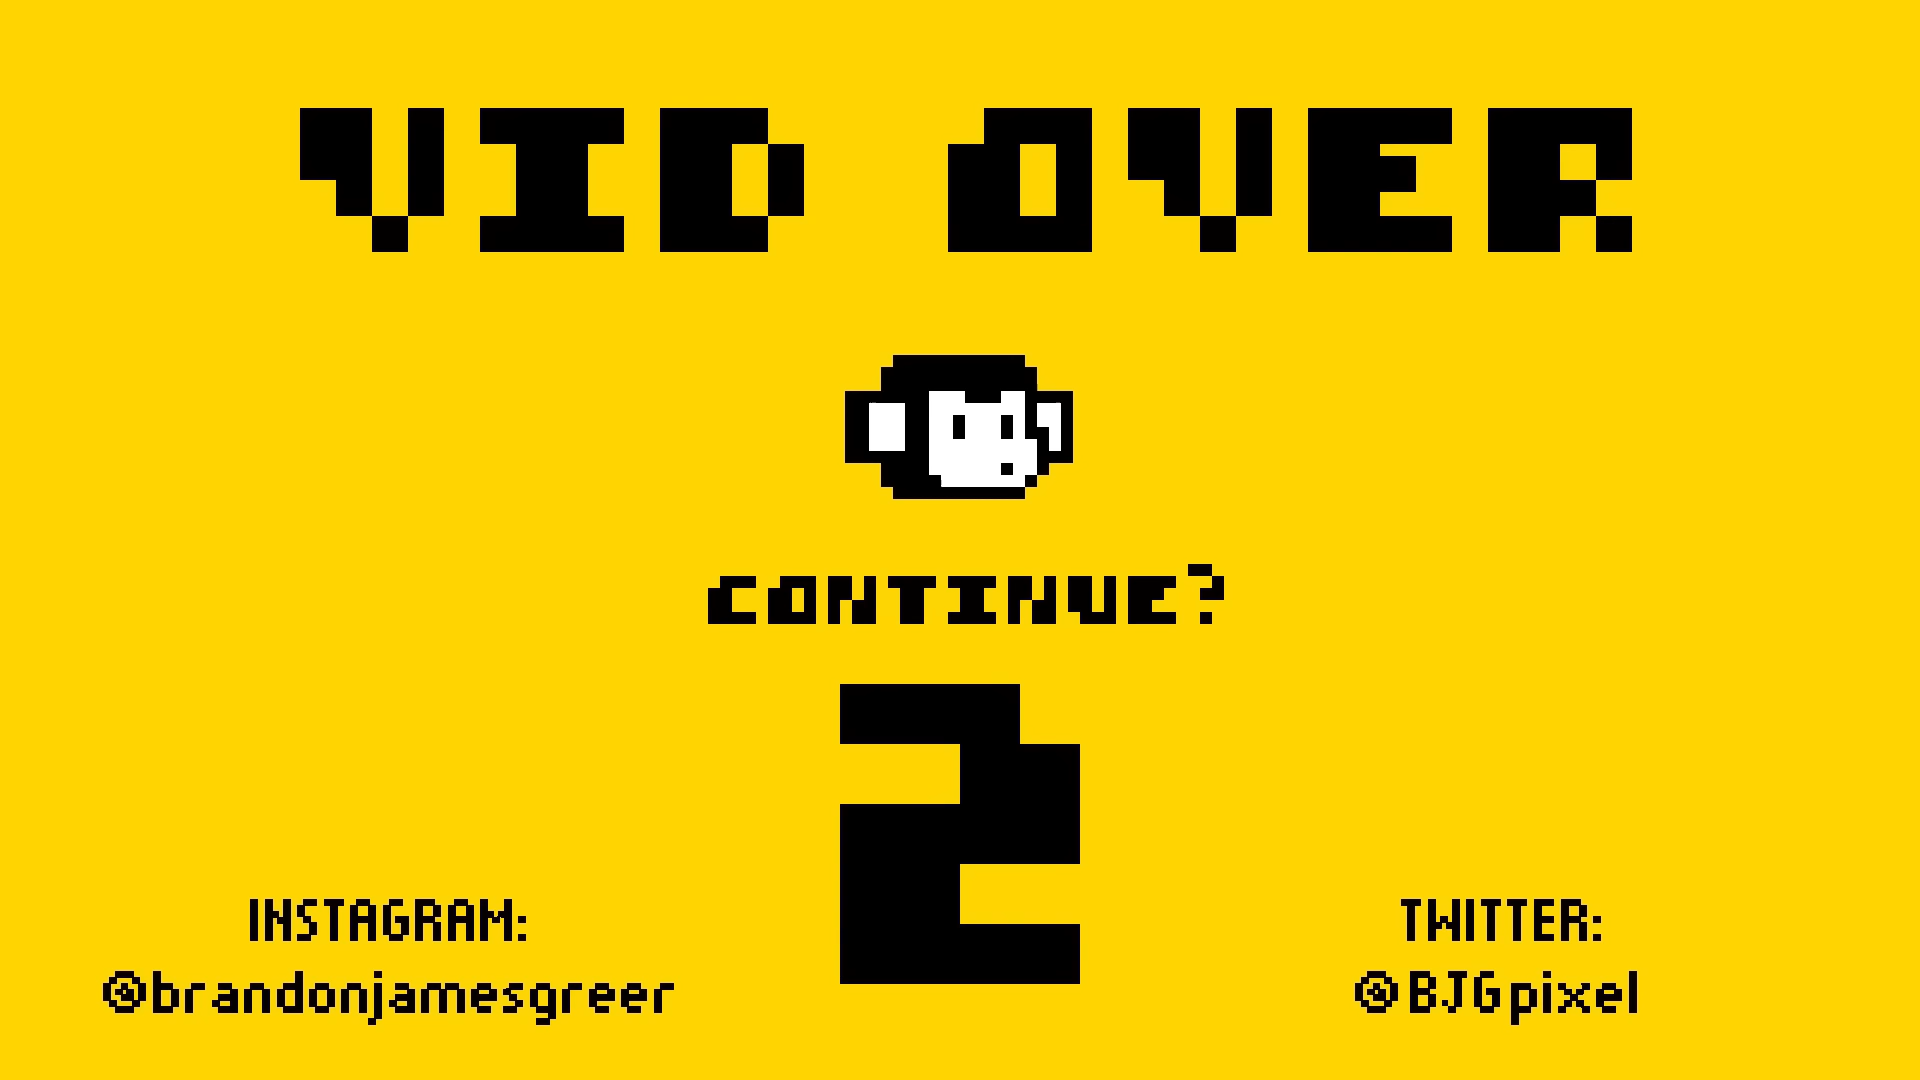 VID OVER
CONTINUE?
2
INSTAGRAM:
@brandonjamesgreer
TWITTER:
@BJGpixel